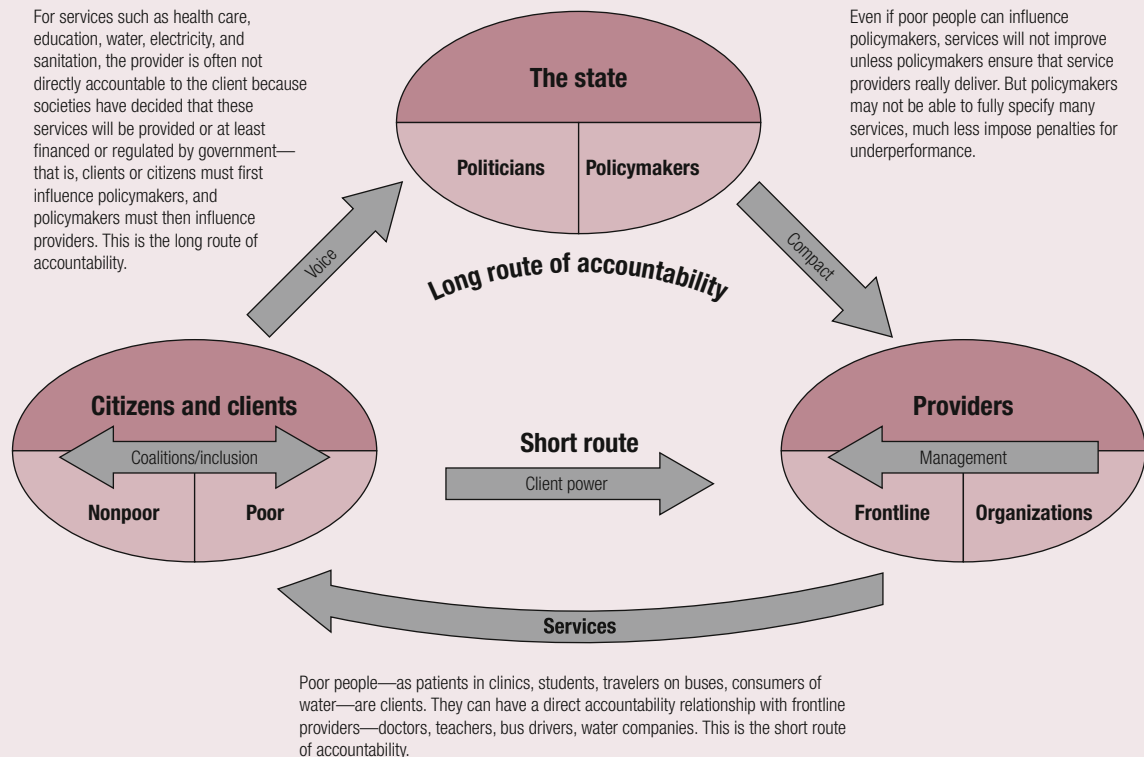 For services such as health care,
education, water, electricity, and
sanitation, the provider is often not
directly accountable to the client because
societies have decided that these
services will be provided or at least
financed or regulated by government—
that is, clients or citizens must first
influence policymakers, and
policymakers must then influence
providers. This is the long route of
accountability.
The state
Politicians
Policymakers
Even if poor people can influence
policymakers, services will not improve
unless policymakers ensure that service
providers really deliver. But policymakers
may not be able to fully specify many
services, much less impose penalties for
underperformance.
Voice
Long route of accountability
Compact
Citizens and clients
Coalitions/inclusion
Nonpoor
Poor
Short route
Client power
Providers
Management
Frontline
Organizations
Services
Poor people—as patients in clinics, students, travelers on buses, consumers of
water—are clients. They can have a direct accountability relationship with frontline
providers—doctors, teachers, bus drivers, water companies. This is the short route
of accountability.